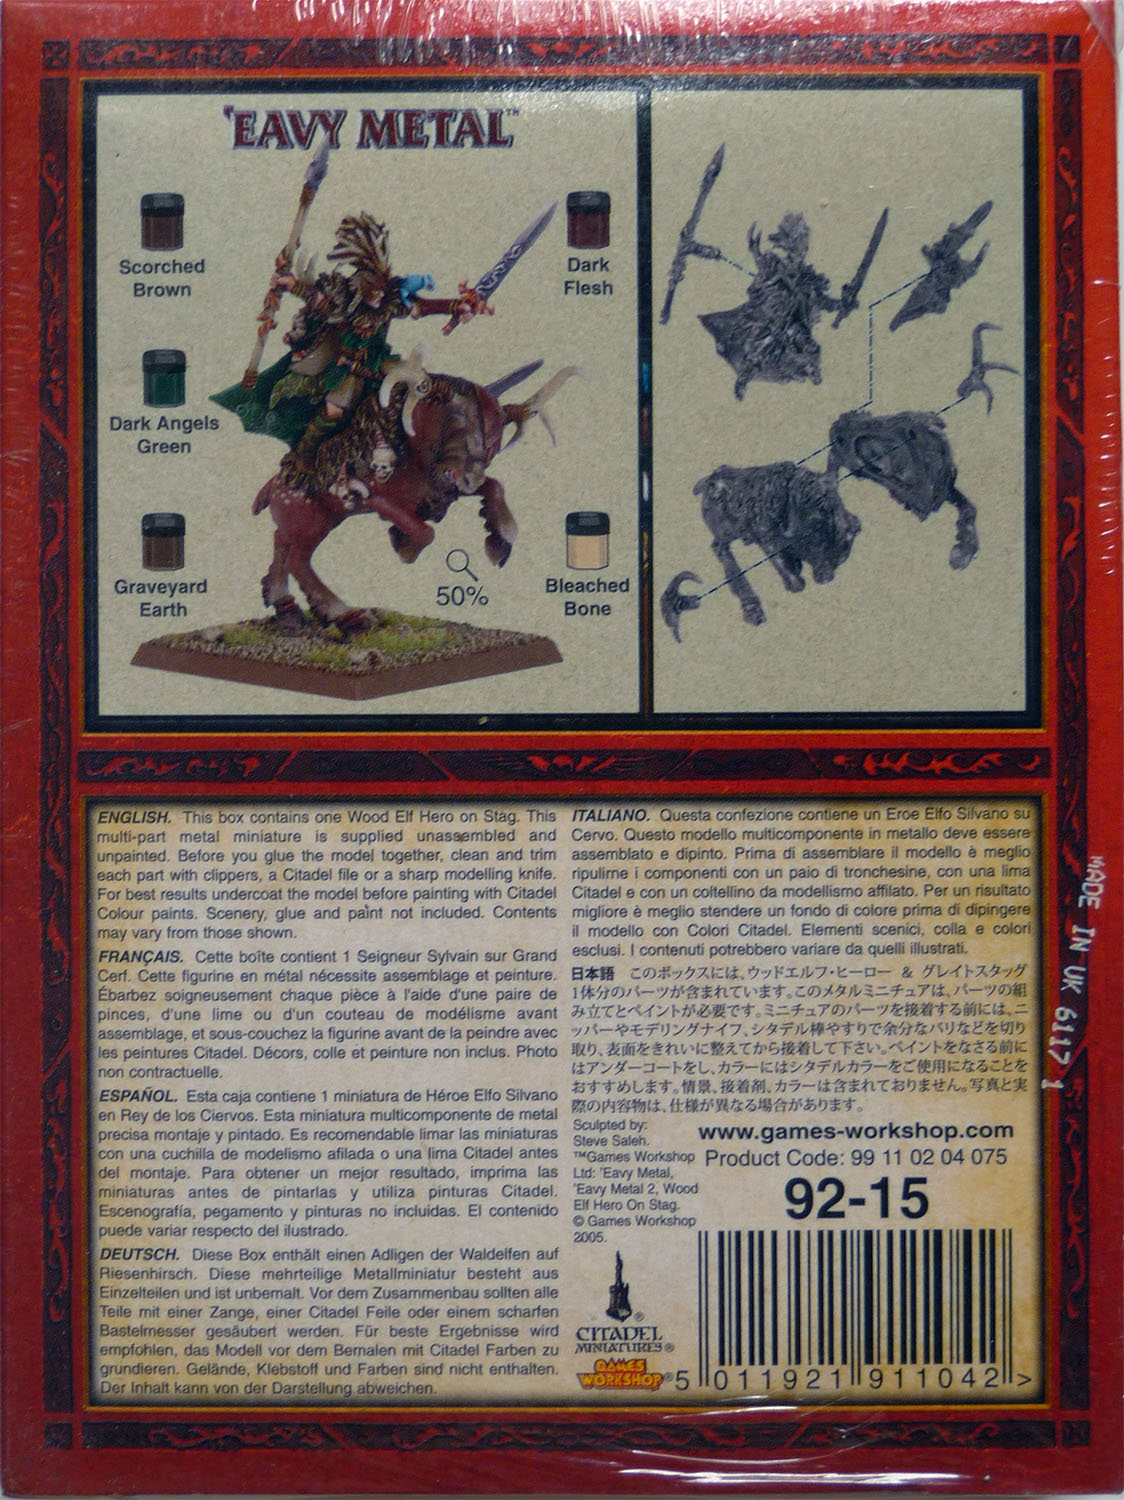 'EAVY METAL™
Scorched
Brown
Dark
Flesh
Dark Angels
Green
Graveyard
Earth
50%
Bleached
Bone
ENGLISH. This box contains one Wood Elf Hero on Stag. This
multi-part metal miniature is supplied unassembled and
unpainted. Before you glue the model together, clean and trim
each part with clippers, a Citadel file or a sharp modelling knife.
For best results undercoat the model before painting with Citadel
Colour paints. Scenery, glue and paint not included. Contents
may vary from those shown.
FRANÇAIS. Cette boîte contient 1 Seigneur Sylvain sur Grand
Cerf. Cette figurine en métal nécessite assemblage et peinture.
Ébarbez soigneusement chaque pièce à l'aide d'une paire de
pinces, d'une lime ou d'un couteau de modélisme avant
assemblage, et sous-couchez la figurine avant de la peindre avec
les peintures Citadel. Décors, colle et peinture non inclus. Photo
non contractuelle.
ESPAÑOL. Esta caja contiene 1 miniatura de Héroe Elfo Silvano
en Rey de los Ciervos. Esta miniatura multicomponente de metal
precisa montaje y pintado. Es recomendable limar las miniaturas
con una cuchilla de modelismo afilada o una lima Citadel antes
del montaje. Para obtener un mejor resultado, imprima las
miniaturas antes de pintarlas y utiliza pinturas Citadel.
Escenografía, pegamento y pinturas no incluidas. El contenido
puede variar respecto del ilustrado.
DEUTSCH. Diese Box enthält einen Adligen der Waldelfen auf
Riesenhirsch. Diese mehrteilige Metallminiatur besteht aus
Einzelteilen und ist unbemalt. Vor dem Zusammenbau sollten alle
Teile mit einer Zange, einer Citadel Feile oder einem scharfen
Bastelmesser gesäubert werden. Für beste Ergebnisse wird
empfohlen, das Modell vor dem Bemalen mit Citadel Farben zu
grundieren. Gelände, Klebstoff und Farben sind nicht enthalten.
Der Inhalt kann von der Darstellung abweichen.
ITALIANO. Questa confezione contiene un Eroe Elfo Silvano su
Cervo. Questo modello multicomponente in metallo deve essere
assemblato e dipinto. Prima di assemblare il modello è meglio
ripulirne i componenti con un paio di tronchesine, con una lima
Citadel e con un coltellino da modellismo affilato. Per un risultato
migliore è meglio stendere un fondo di colore prima di dipingere
il modello con Colori Citadel. Elementi scenici, colla e colori
esclusi. I contenuti potrebbero variare da quelli illustrati.
日本語 このボックスには、ウッドエルフ・ヒーロー & グレイトスタッグ
1体分のパーツが含まれています。このメタルミニチュアは、パーツの組
み立てとペイントが必要です。ミニチュアのパーツを接着する前には、ニ
ッパーやモデリングナイフ、シタデル棒やすりで余分なバリなどを切り
取り、表面をきれいに整えてから接着して下さい。ペイントをなさる前に
はアンダーコートをし、カラーにはシタデルカラーをご使用になることを
おすすめします。情景、接着剤、カラーは含まれておりません。写真と実
際の内容物は、仕様が異なる場合があります。
Sculpted by:
Steve Saleh.
™Games Workshop
Ltd: 'Eavy Metal,
'Eavy Metal 2, Wood
Elf Hero On Stag.
© Games Workshop
2005.
www.games-workshop.com
Product Code: 99 11 02 04 075
92-15
CITADEL
MINIATURES®
GAMES
WORKSHOP®
5 011921 911042 >
MADE IN UK 6117 1